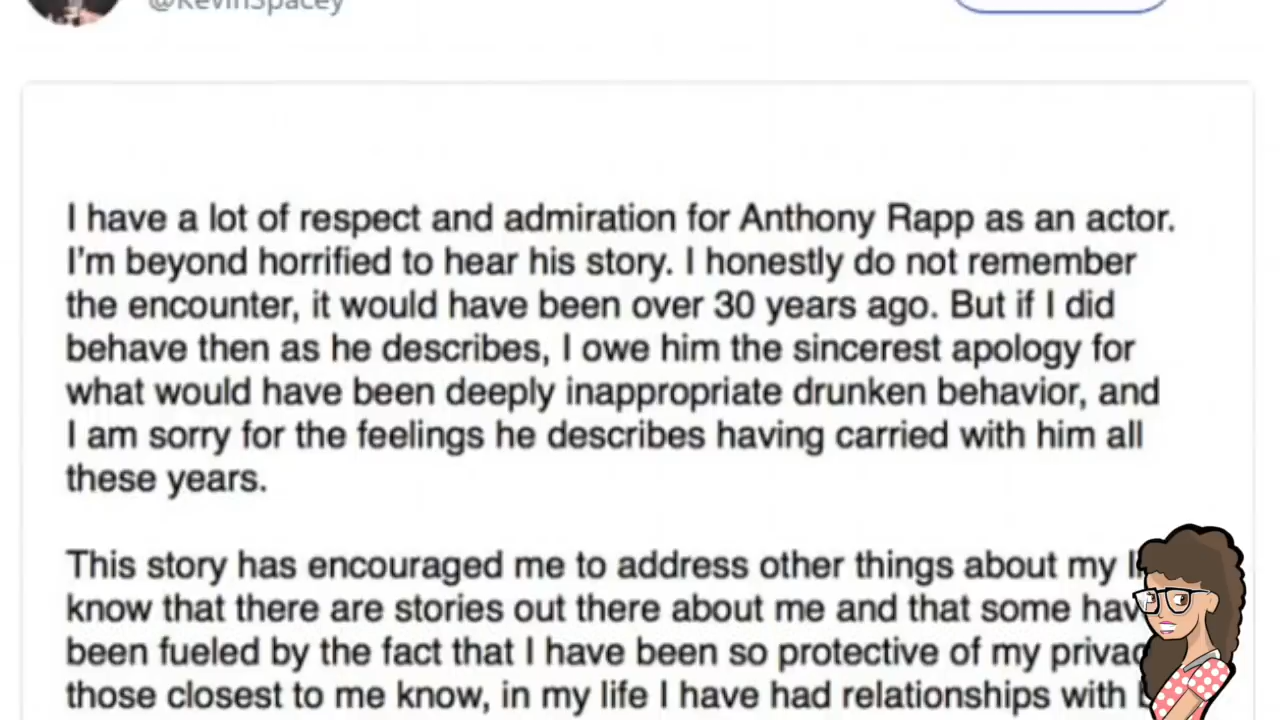 @KevinSpacey
I have a lot of respect and admiration for Anthony Rapp as an actor.
I'm beyond horrified to hear his story. I honestly do not remember
the encounter, it would have been over 30 years ago. But if I did
behave then as he describes, I owe him the sincerest apology for
what would have been deeply inappropriate drunken behavior, and
I am sorry for the feelings he describes having carried with him all
these years.
This story has encouraged me to address other things about my
know that there are stories out there about me and that some
been fueled by the fact that I have been so protective of my
those closest to me know, in my life I have had relationships with